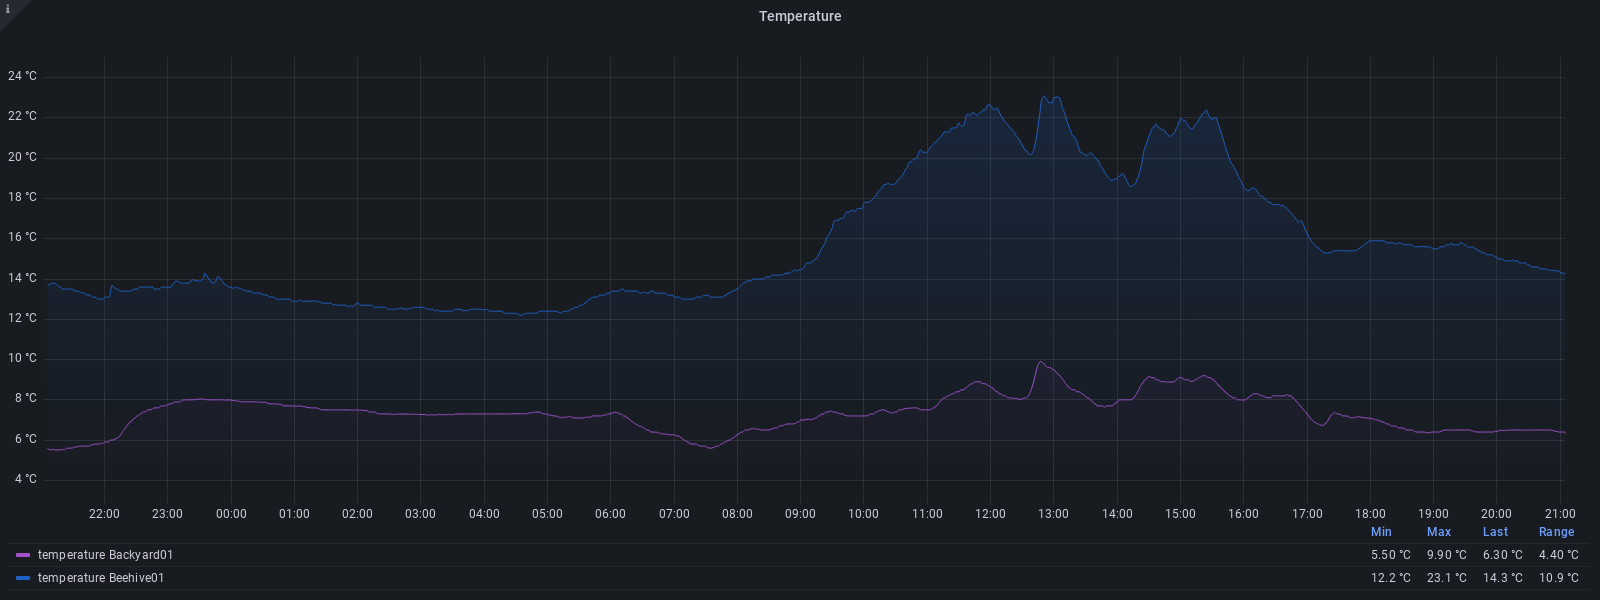 i
Temperature
24 °C
22 °C
20 °C
18 °C
16 °C
14 °C
12 °C
10 °C
8 °C
6 °C
4 °C
22:00 23:00 00:00 01:00 02:00 03:00 04:00 05:00 06:00 07:00 08:00 09:00 10:00 11:00 12:00 13:00 14:00 15:00 16:00 17:00 18:00 19:00 20:00 21:00
Min Max Last Range
temperature Backyard01 5.50 °C 9.90 °C 6.30 °C 4.40 °C
temperature Beehive01 12.2 °C 23.1 °C 14.3 °C 10.9 °C